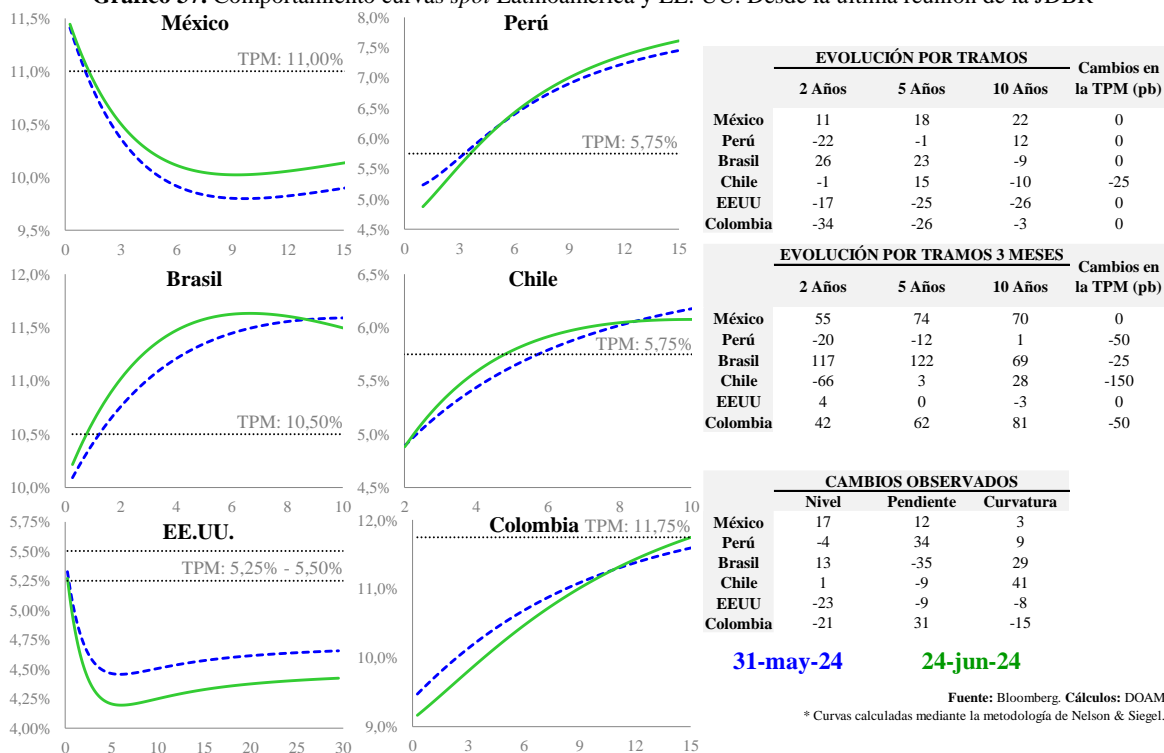 Gráfico 37. Comportamiento curvas spot Latinoamérica y EE. UU. Desde la última reunión de la JDBR
México
11,5%
11,0%
10,5%
10,0%
9,5%
TPM: 11,00%
0 3 6 9 12 15
Perú
8,0%
7,5%
7,0%
6,5%
6,0%
5,5%
5,0%
4,5%
TPM: 5,75%
0 3 6 9 12 15
Brasil
12,0%
11,5%
11,0%
10,5%
10,0%
TPM: 10,50%
0 2 4 6 8 10
Chile
6,5%
6,0%
5,5%
5,0%
4,5%
TPM: 5,75%
2 4 6 8 10
EE.UU.
5,75%
5,50%
5,25%
5,00%
4,75%
4,50%
4,25%
4,00%
TPM: 5,25% - 5,50%
0 5 10 15 20 25 30
Colombia
12,0%
11,0%
10,0%
9,0%
TPM: 11,75%
0 3 6 9 12 15
EVOLUCIÓN POR TRAMOS
Cambios en
la TPM (pb)
2 Años 5 Años 10 Años
México 11 18 22 0
Perú -22 -1 12 0
Brasil 26 23 -9 0
Chile -1 15 -10 -25
EEUU -17 -25 -26 0
Colombia -34 -26 -3 0
EVOLUCIÓN POR TRAMOS 3 MESES
Cambios en
la TPM (pb)
2 Años 5 Años 10 Años
México 55 74 70 0
Perú -20 -12 1 -50
Brasil 117 122 69 -25
Chile -66 3 28 -150
EEUU 4 0 -3 0
Colombia 42 62 81 -50
CAMBIOS OBSERVADOS
Nivel Pendiente Curvatura
México 17 12 3
Perú -4 34 9
Brasil 13 -35 29
Chile 1 -9 41
EEUU -23 -9 -8
Colombia -21 31 -15
31-may-24 24-jun-24
Fuente: Bloomberg. Cálculos: DOAM
* Curvas calculadas mediante la metodología de Nelson & Siegel.